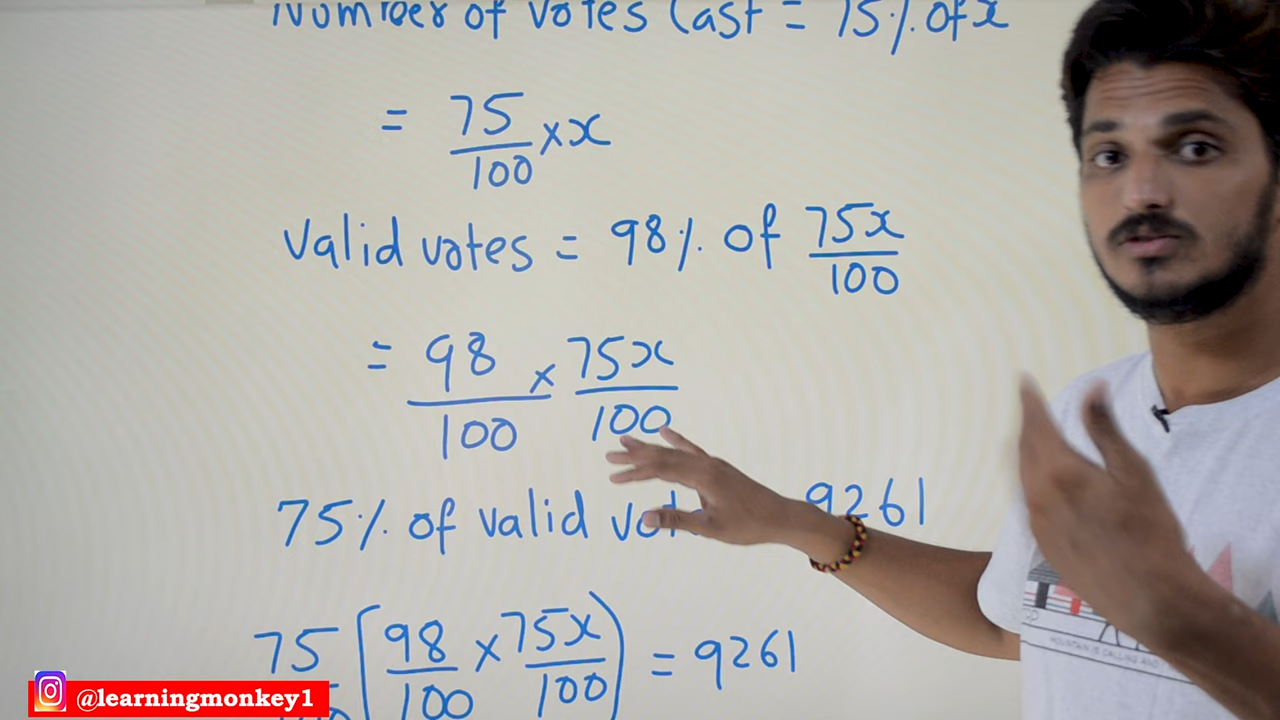 Number of votes Cast = 75% of x
= 75/100 × x
Valid votes = 98% of 75x/100
= 98/100 × 75x/100
75% of valid 9261
75 [98/100 × 75x/100] = 9261
@learningmonkey1